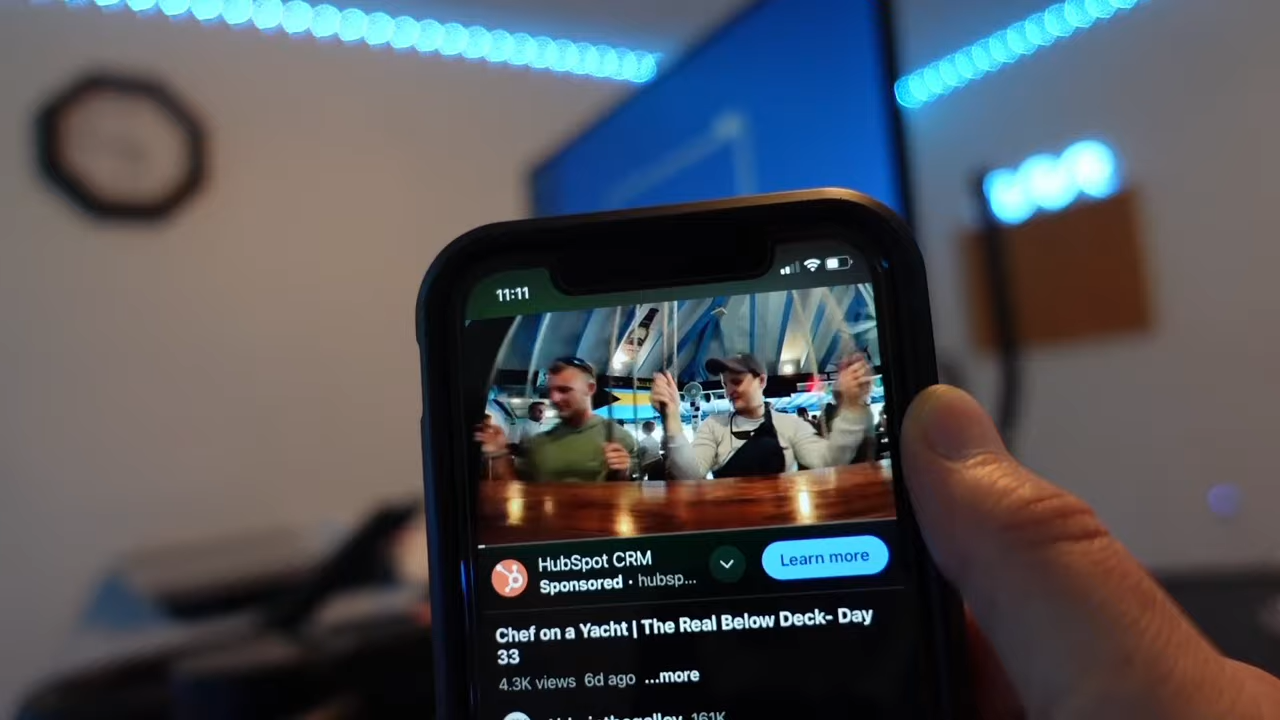 11:11
HubSpot CRM
Sponsored · hubsp...
Learn more
Chef on a Yacht | The Real Below Deck- Day
33
4.3K views 6d ago ...more
161K